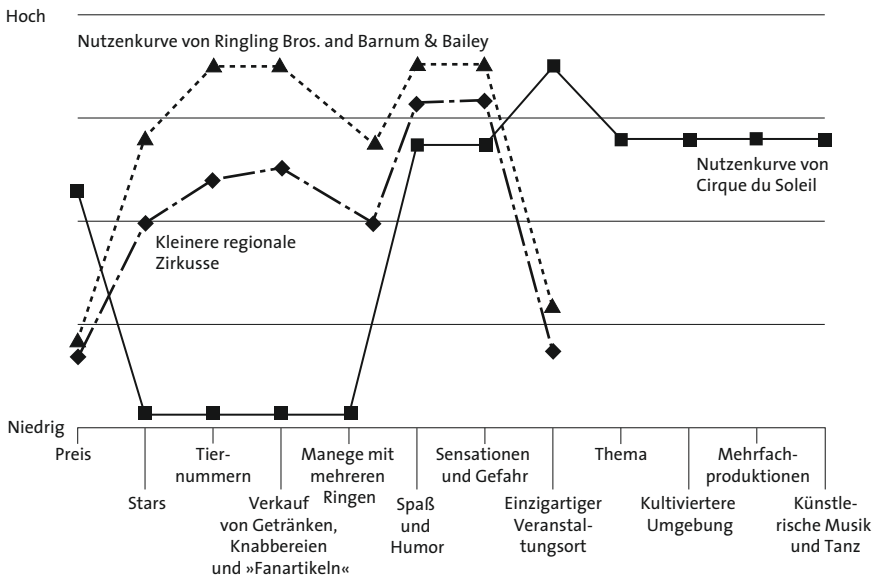 Hoch
Nutzenkurve von Ringling Bros. and Barnum & Bailey
Nutzenkurve von
Cirque du Soleil
Kleinere regionale
Zirkusse
Niedrig
Preis
Stars
Tier-
nummern
Verkauf
von Getränken,
Knabbereien
und »Fanartikeln«
Manege mit
mehreren
Ringen
Spaß
und
Humor
Sensationen
und Gefahr
Einzigartiger
Veranstal-
tungsort
Thema
Kultiviertere
Umgebung
Mehrfach-
produktionen
Künstle-
rische Musik
und Tanz